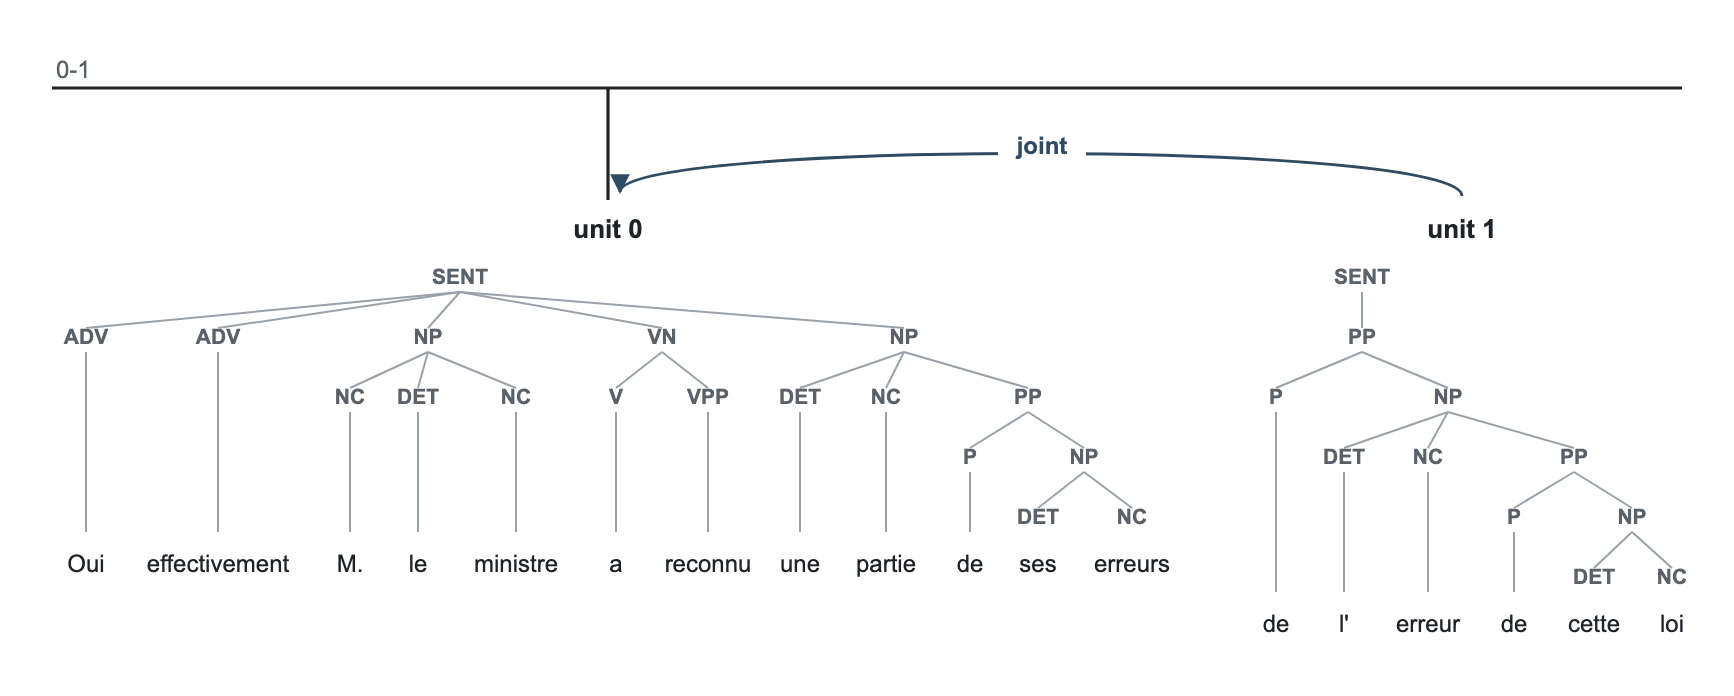 0-1
joint
unit 0 unit 1
SENT SENT
ADV ADV NP VN NP PP
NC DET NC V VPP DET NC PP P NP
P NP DET NC PP
DET NC P NP
Oui effectivement M. le ministre a reconnu une partie de ses erreurs
DET NC
de l' erreur de cette loi